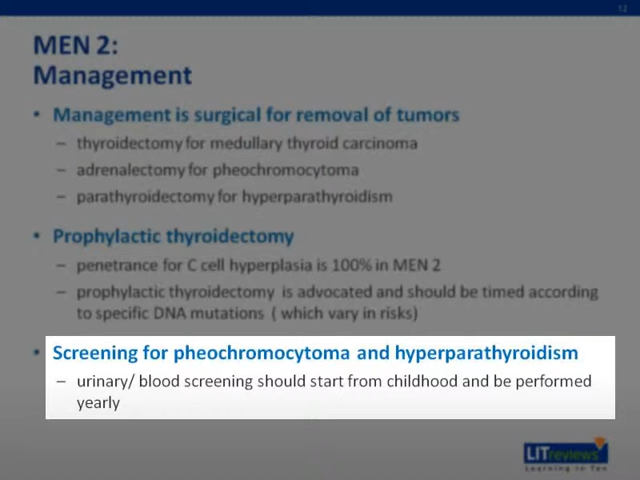 12
MEN 2:
Management
• Management is surgical for removal of tumors
– thyroidectomy for medullary thyroid carcinoma
– adrenalectomy for pheochromocytoma
– parathyroidectomy for hyperparathyroidism
• Prophylactic thyroidectomy
– penetrance for C cell hyperplasia is 100% in MEN 2
– prophylactic thyroidectomy is advocated and should be timed according
to specific DNA mutations ( which vary in risks)
• Screening for pheochromocytoma and hyperparathyroidism
– urinary/ blood screening should start from childhood and be performed
yearly
LITreviews
Learning is fun